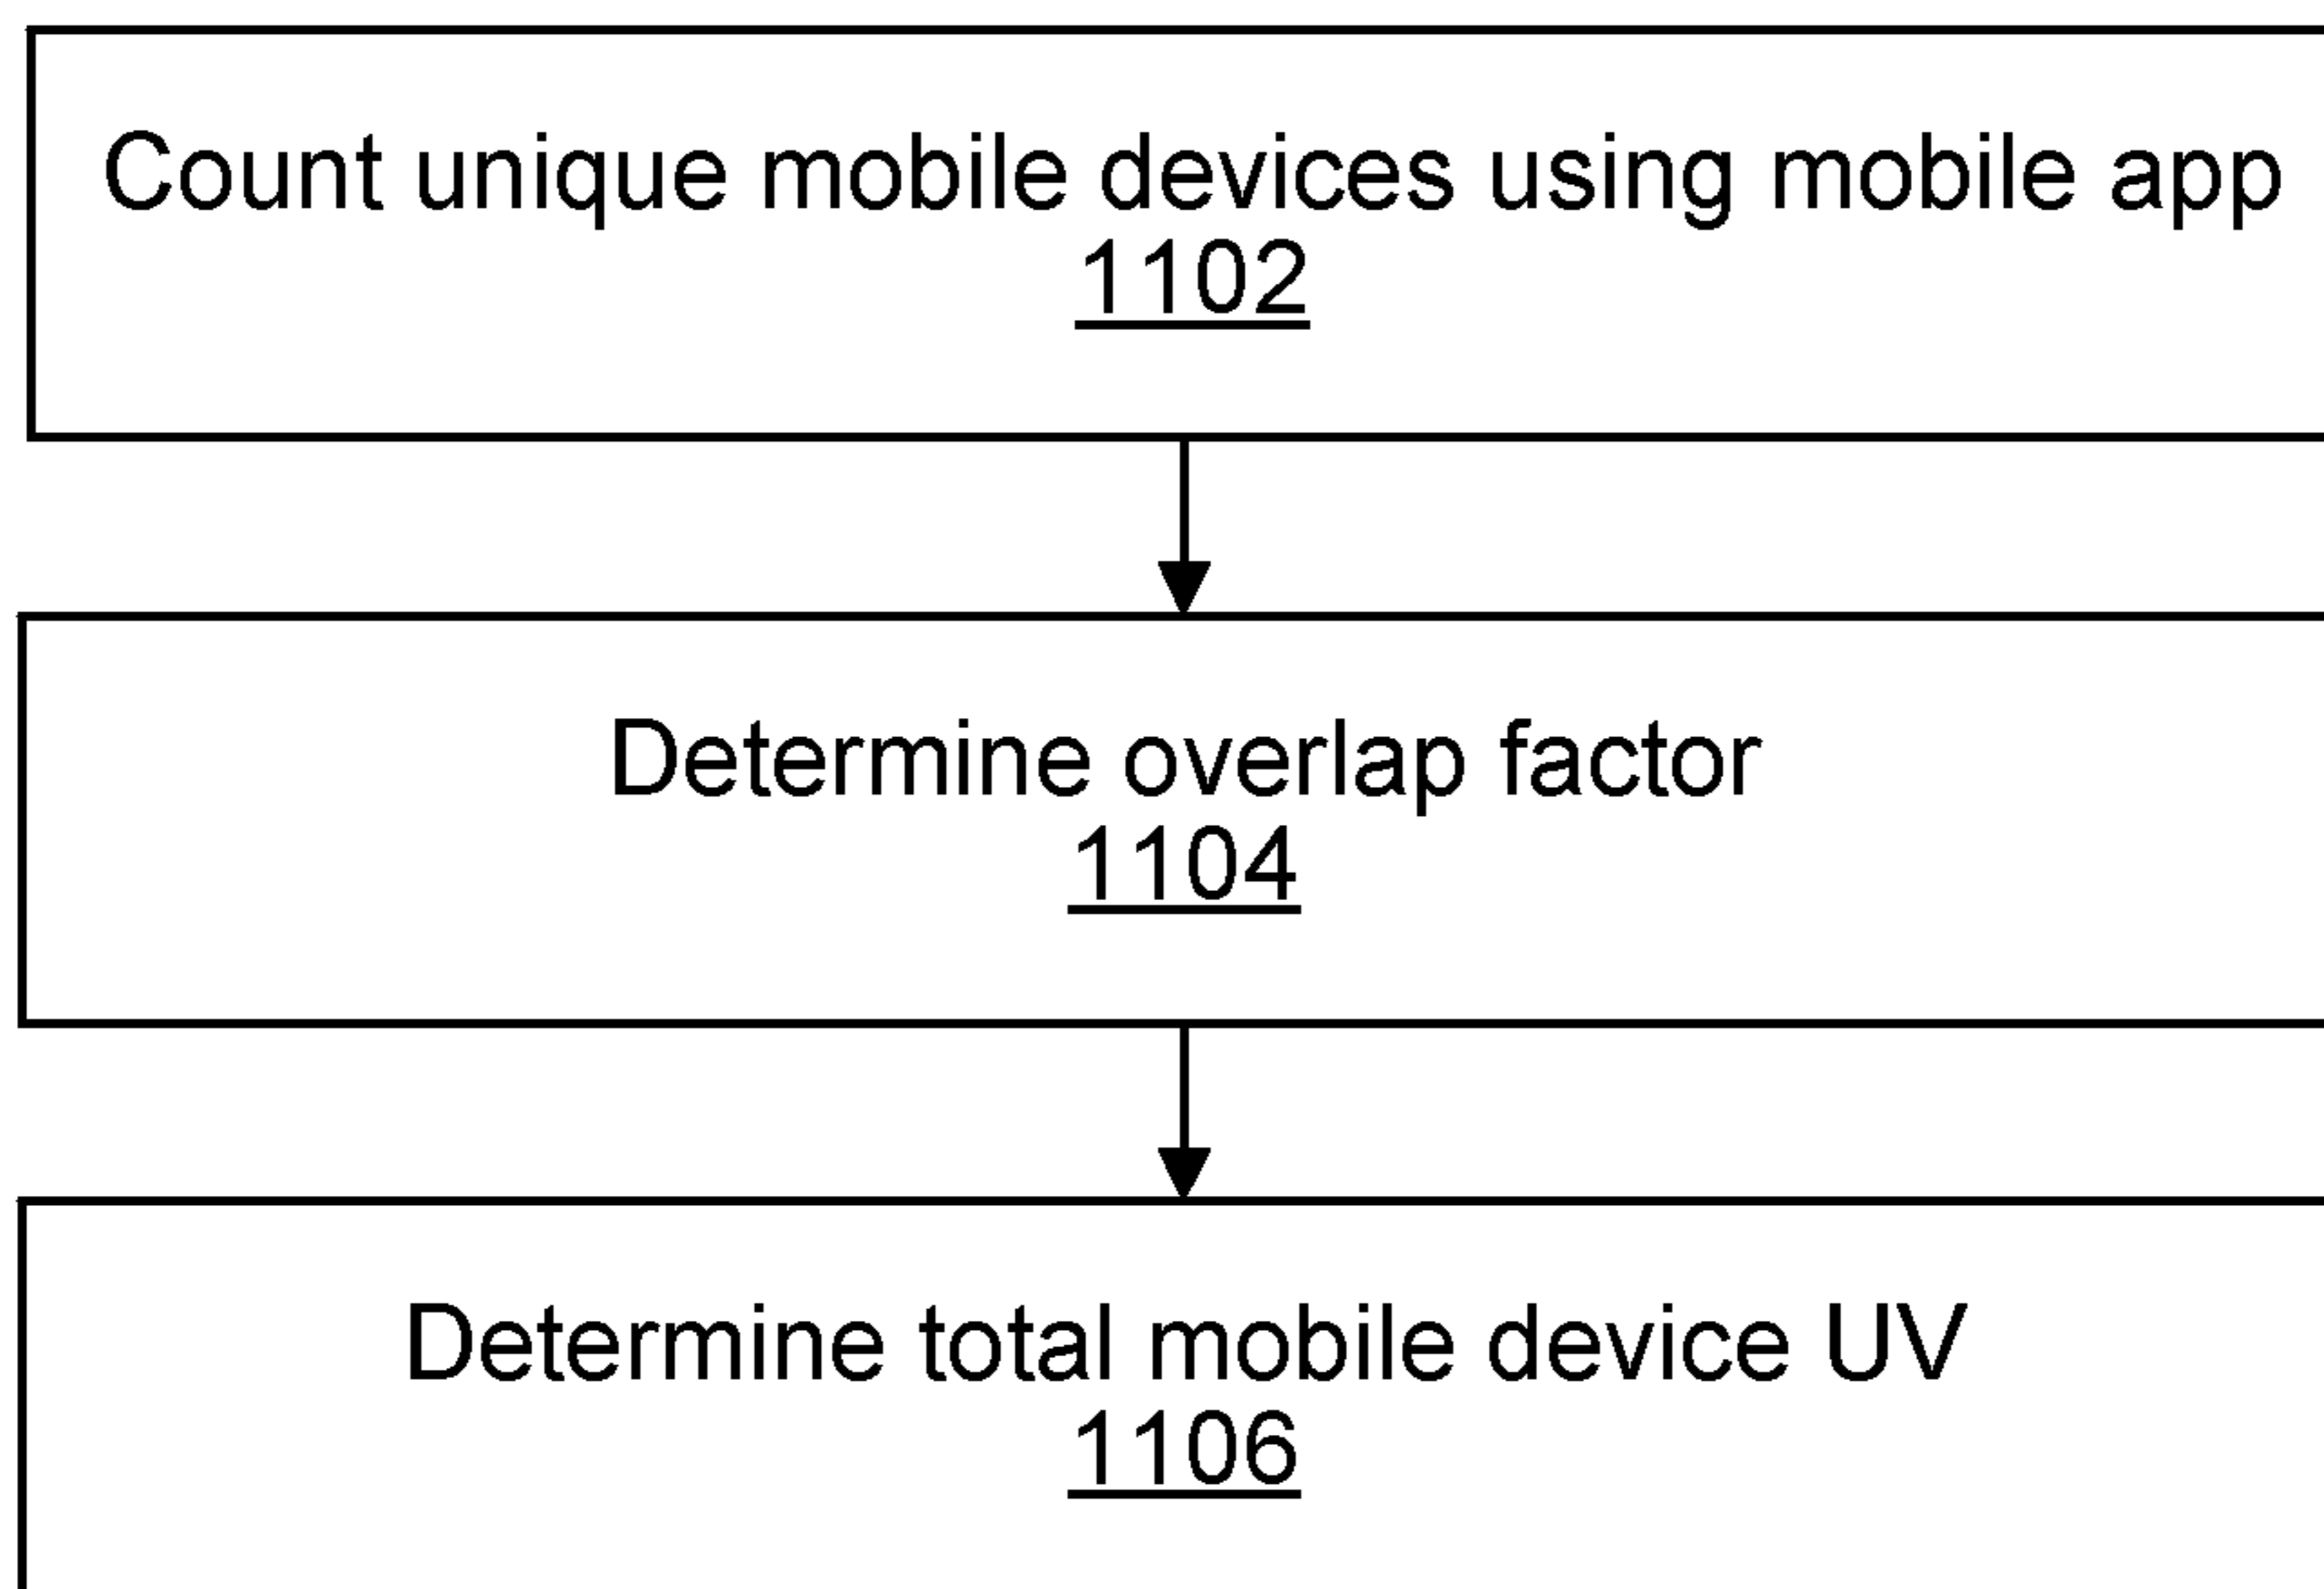 Count unique mobile devices using mobile app
1102
Determine overlap factor
1104
Determine total mobile device UV
1106